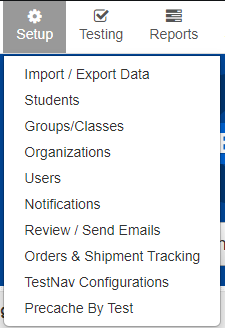 Setup Testing Reports
Import / Export Data
Students
Groups/Classes
Organizations
Users
Notifications
Review / Send Emails
Orders & Shipment Tracking
TestNav Configurations
Precache By Test